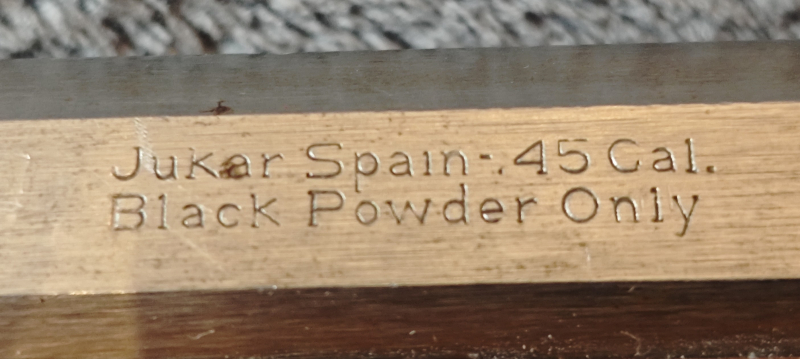 Jukar Spain-.45 Cal.
Black Powder Only